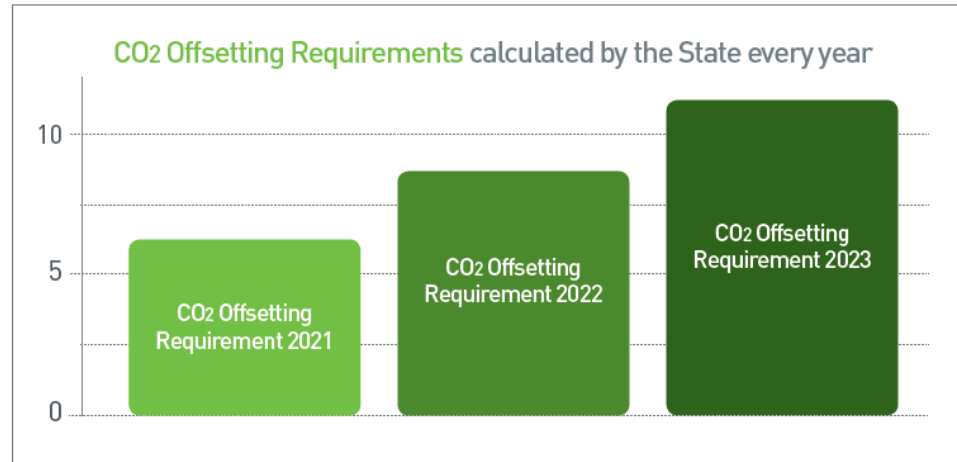 CO2 Offsetting Requirements calculated by the State every year
10
5
0
CO2 Offsetting
Requirement 2021
CO2 Offsetting
Requirement 2022
CO2 Offsetting
Requirement 2023